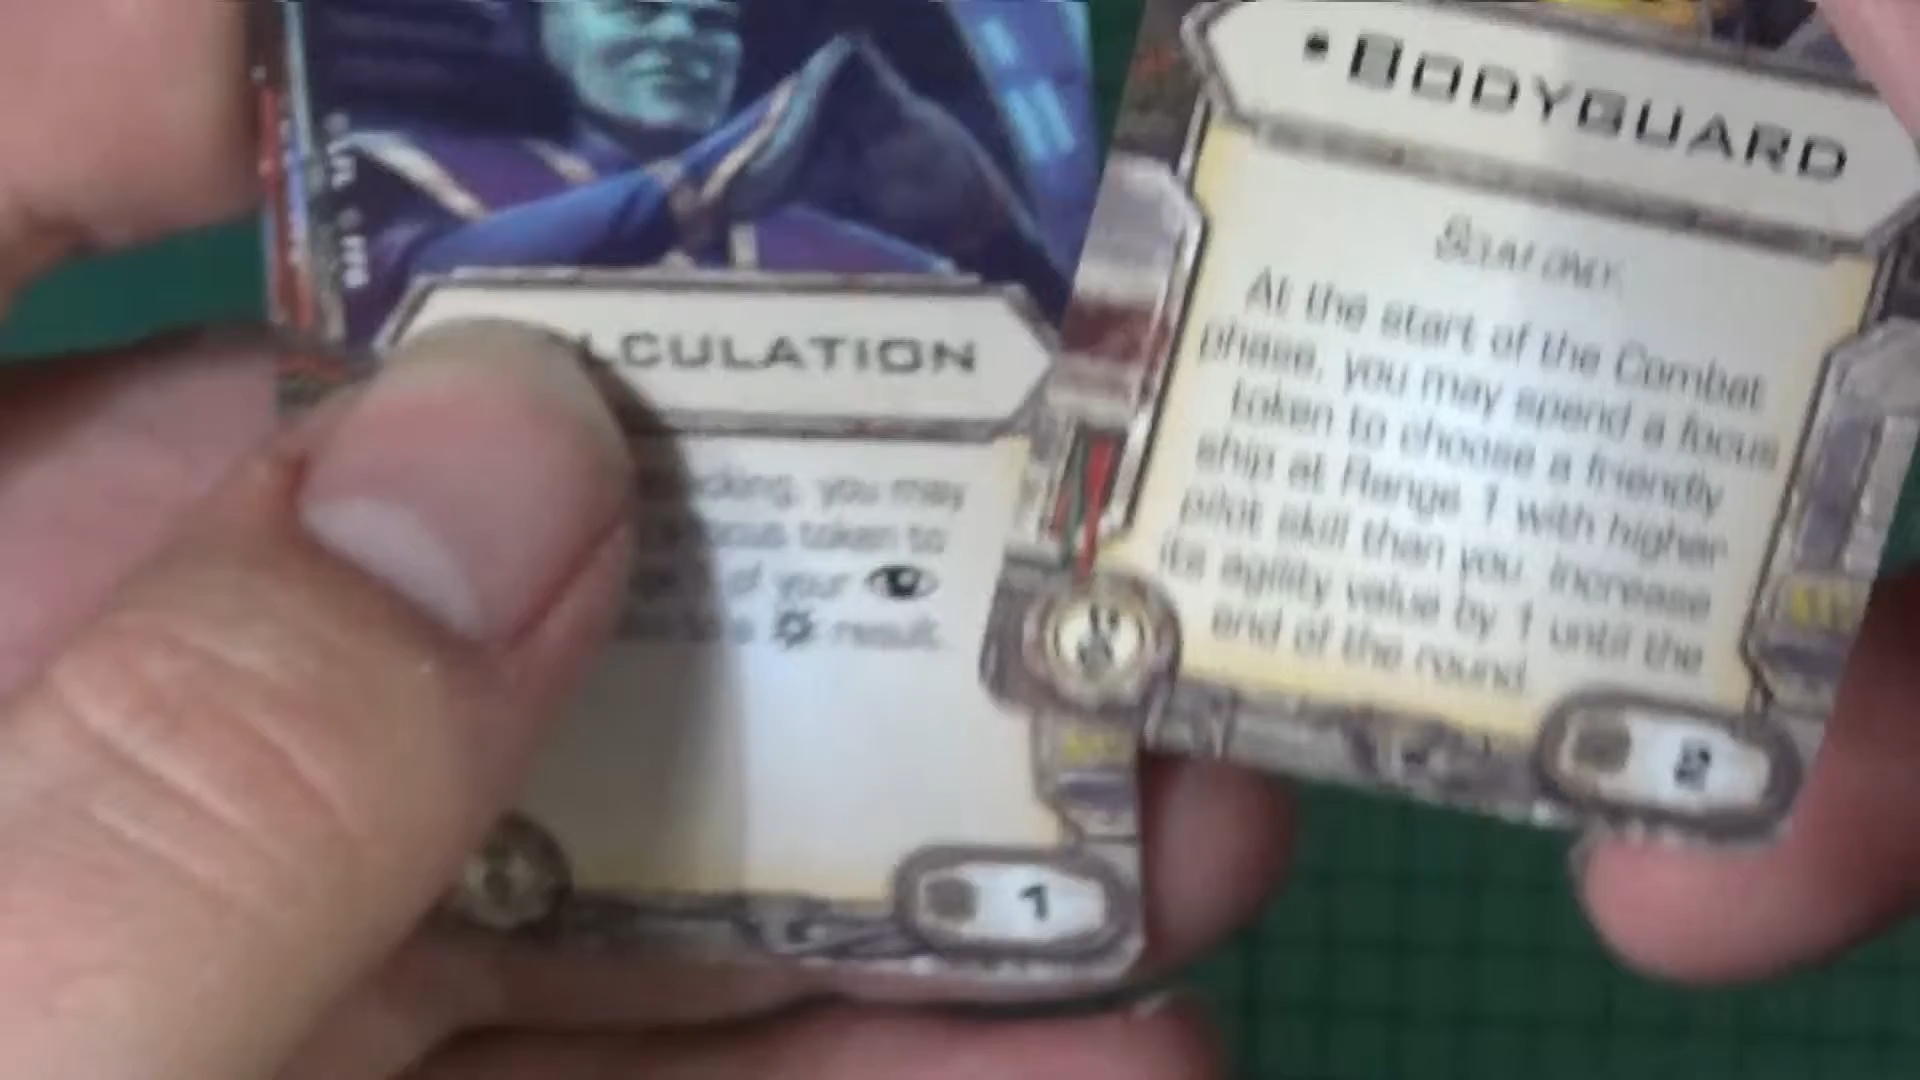 LCULATION
cking, you may
ocus token to
of your
result.
1
•BODYGUARD
SCUM ONLY.
At the start of the Combat
phase, you may spend a focus
token to choose a friendly
ship at Range 1 with higher
pilot skill than you. Increase
its agility value by 1 until the
end of the round.
2